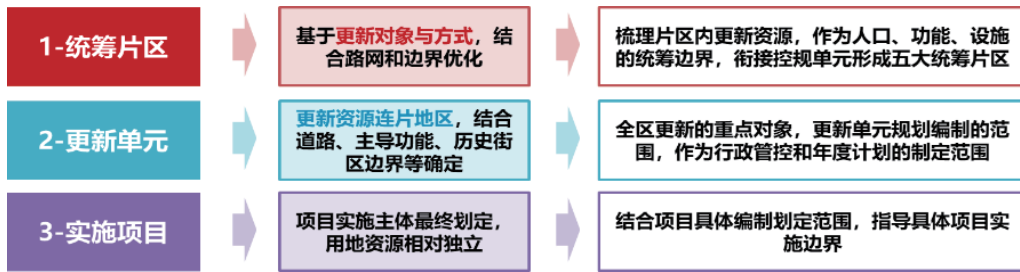 1-统筹片区
基于更新对象与方式，结
合路网和边界优化
梳理片区内更新资源，作为人口、功能、设施
的统筹边界，衔接控规单元形成五大统筹片区
2-更新单元
更新资源连片地区，结合
道路、主导功能、历史街
区边界等确定
全区更新的重点对象，更新单元规划编制的范
围，作为行政管控和年度计划的制定范围
3-实施项目
项目实施主体最终划定，
用地资源相对独立
结合项目具体编制划定范围，指导具体项目实
施边界